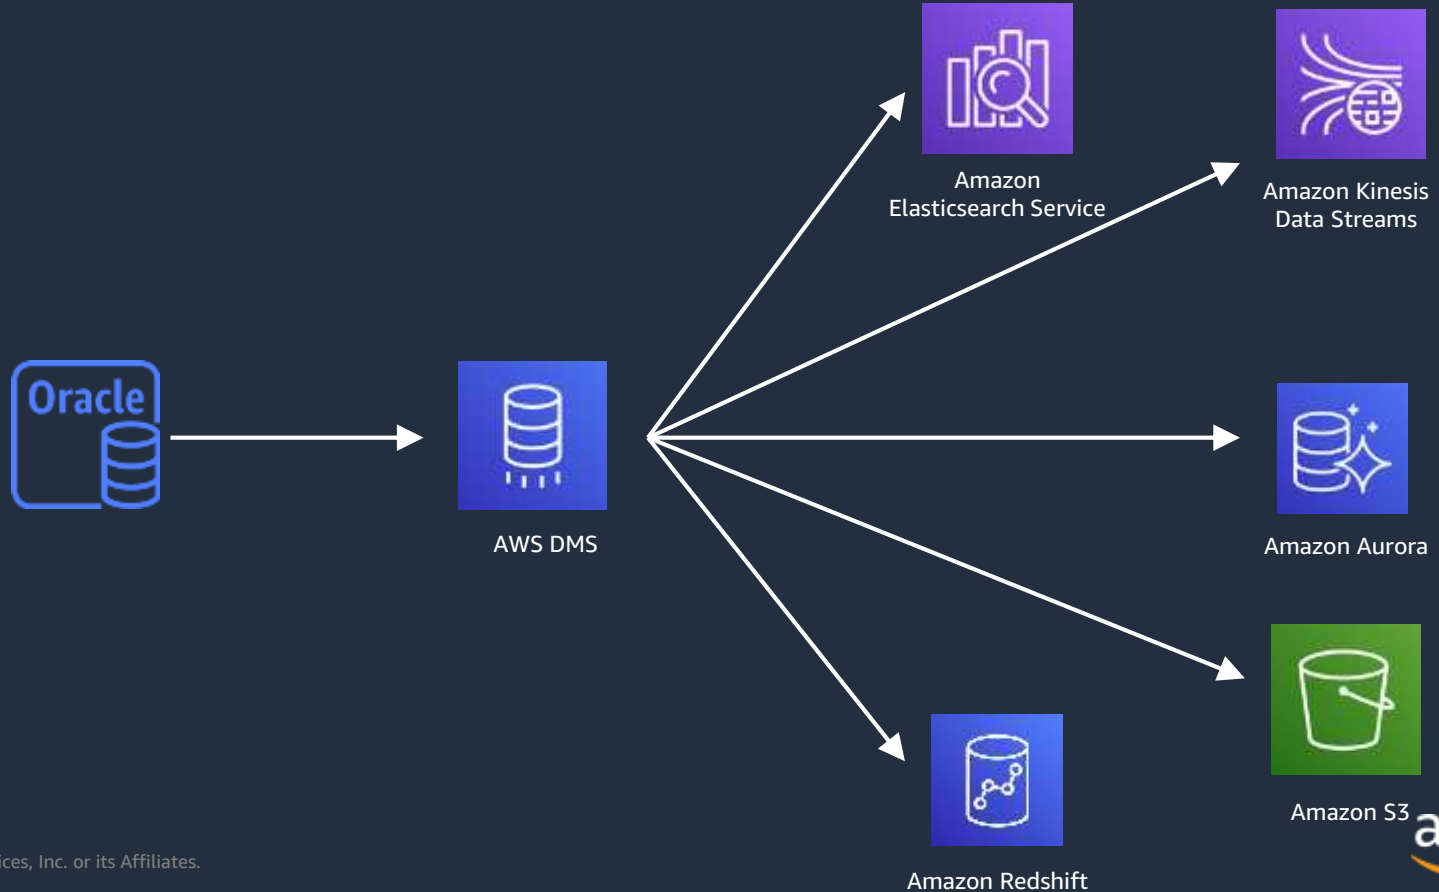 Amazon
Elasticsearch Service
Amazon Kinesis
Data Streams
Oracle
AWS DMS
Amazon Aurora
Amazon S3
Amazon Redshift
Inc. or its Affiliates.